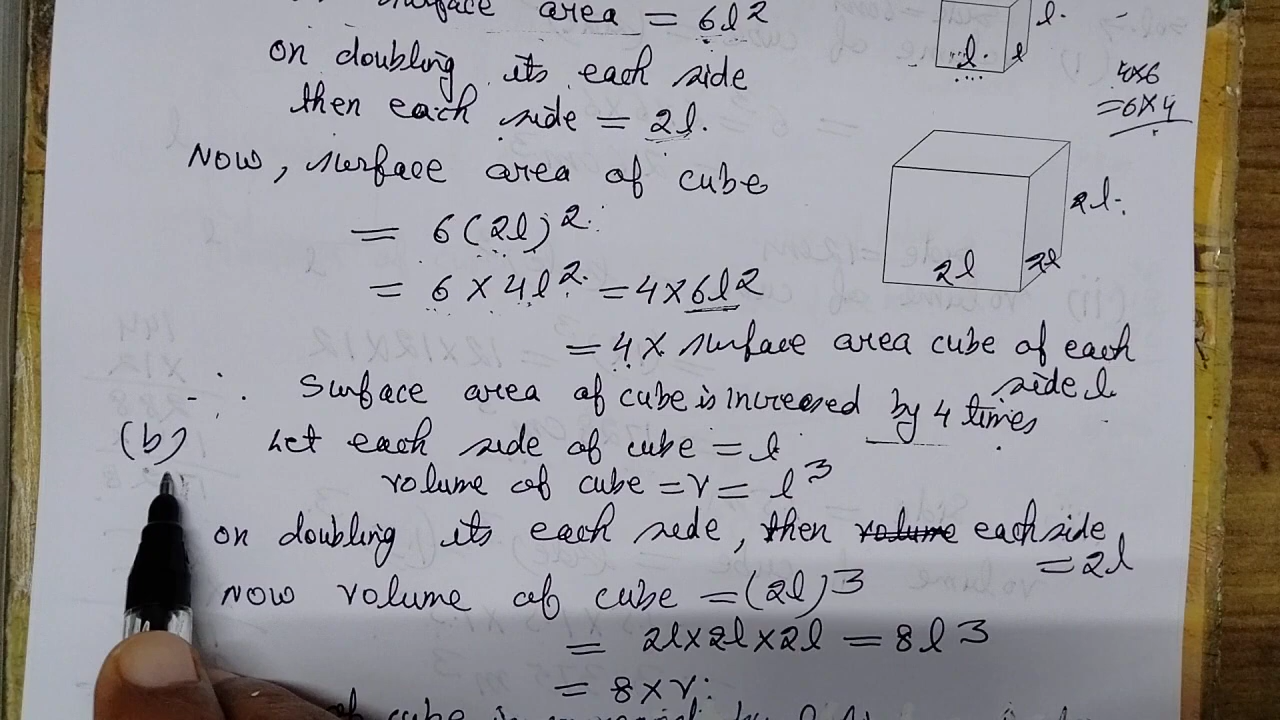 surface area = 6l²
l.
l. l
on doubling its each side
4×6
then each side = 2l.
= 6×4
Now, surface area of cube
2l.
= 6(2l)²
2l 2l
= 6 × 4l² = 4×6l²
= 4× surface area cube of each
side l
∴ Surface area of cube is increased by 4 times
(b) Let each side of cube = l
volume of cube = v = l³
on doubling its each side, then each side
= 2l
Now volume of cube = (2l)³
= 2l×2l×2l = 8l³
= 8×v.
of cube is